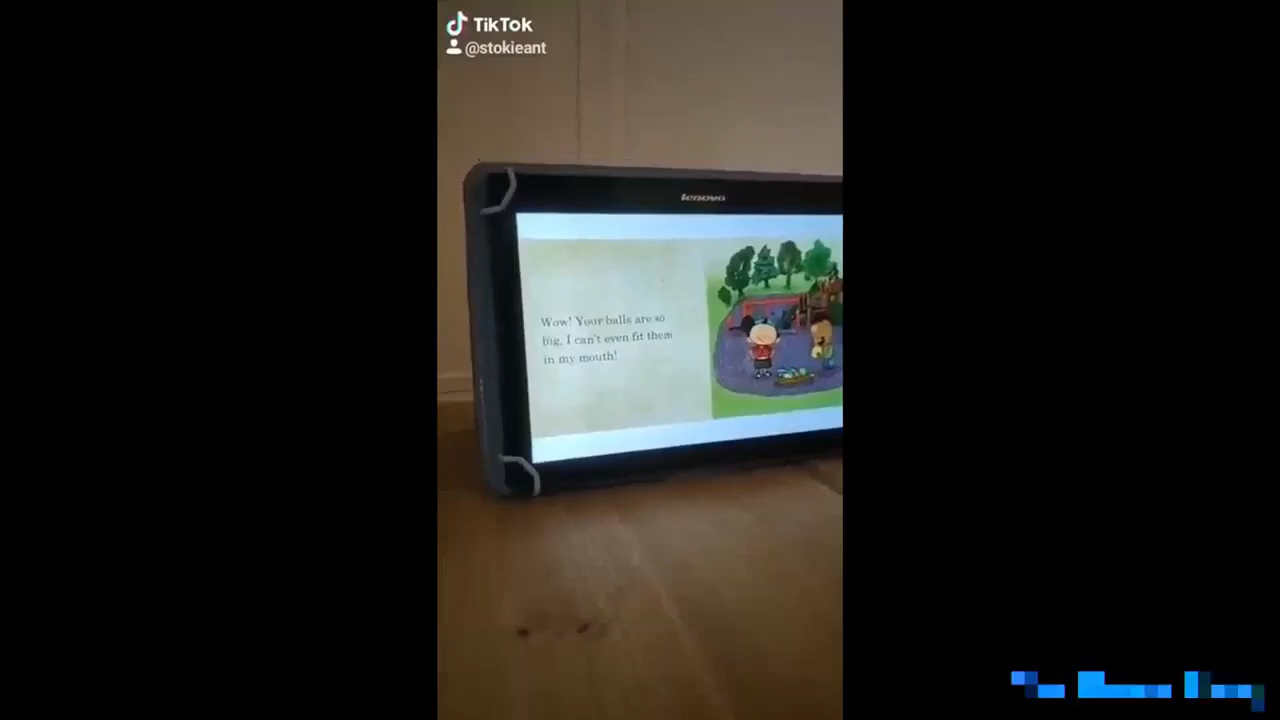 TikTok
@stokieant
lenovo
Wow! Your balls are so
big, I can't even fit them
in my mouth!